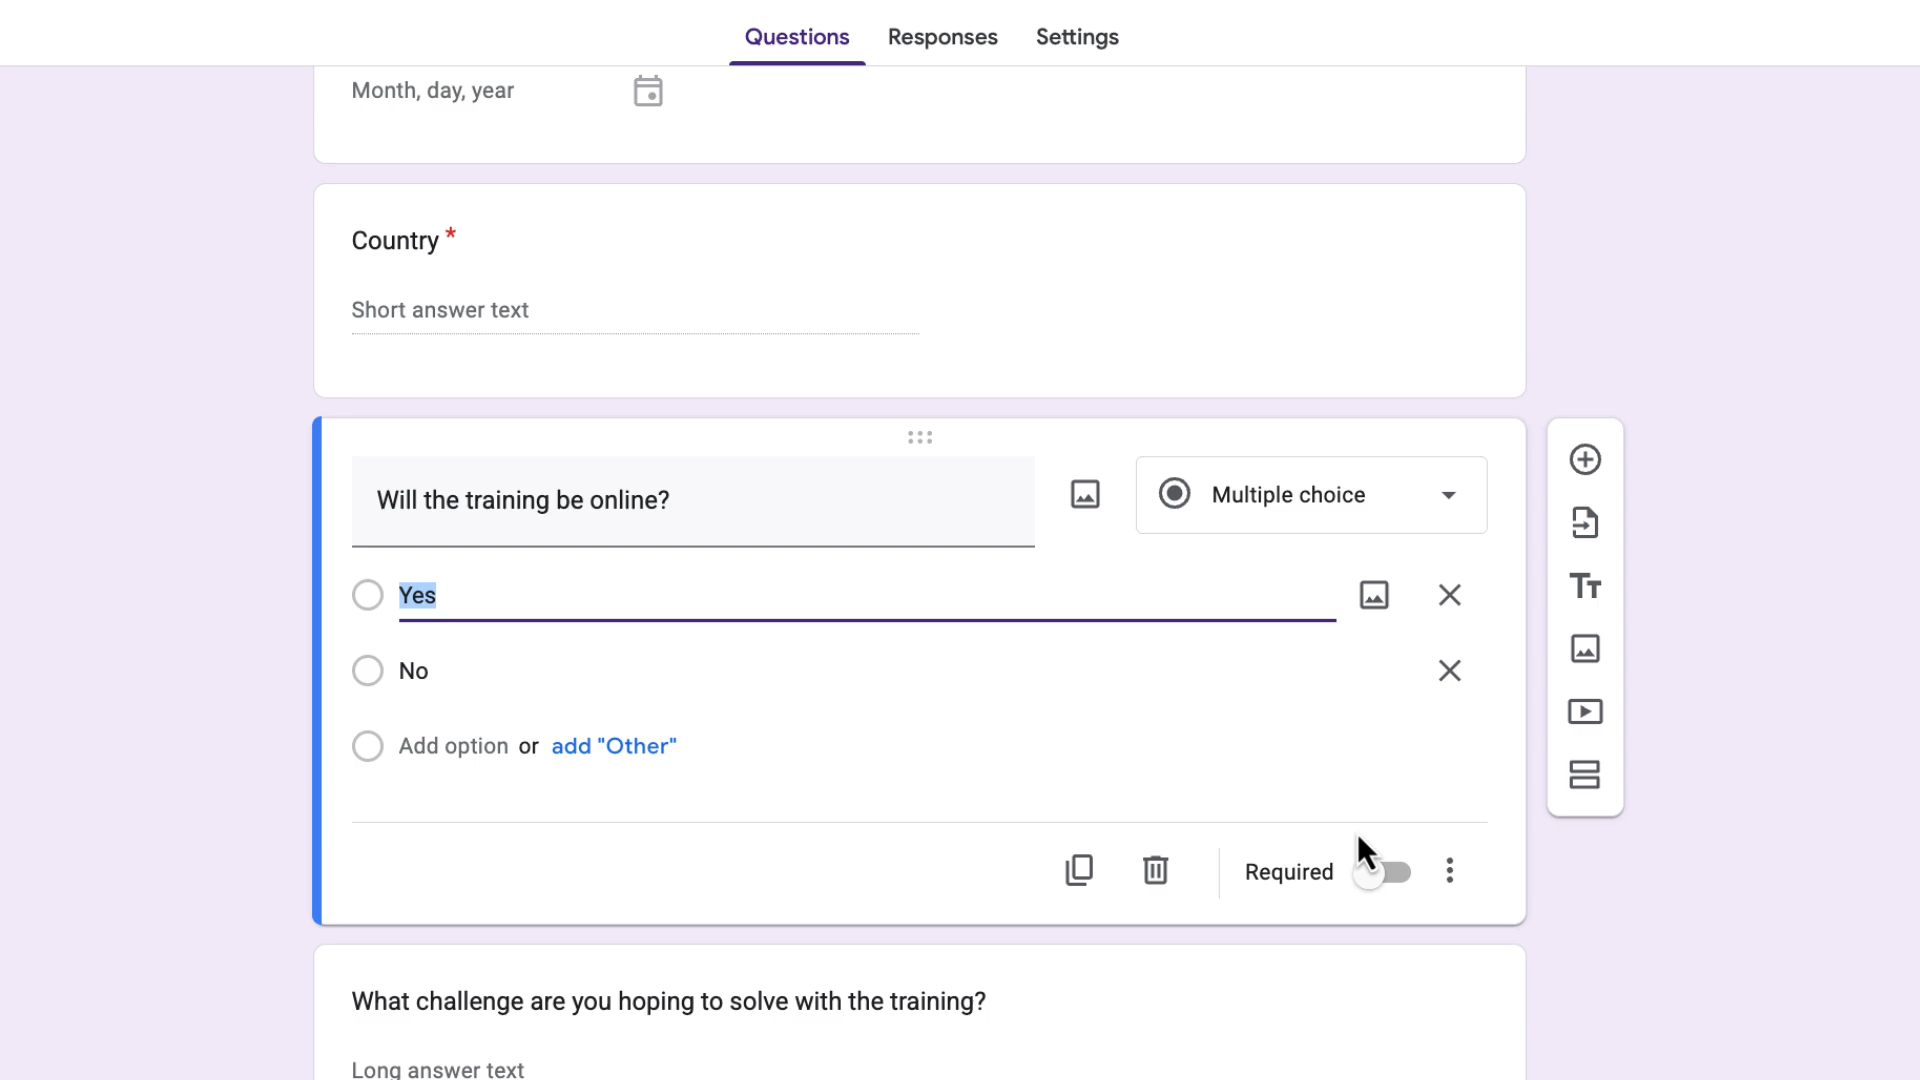 Questions Responses Settings
Month, day, year
Country *
Short answer text
Will the training be online?
Multiple choice
Yes
No
Add option or add "Other"
Required
What challenge are you hoping to solve with the training?
Long answer text